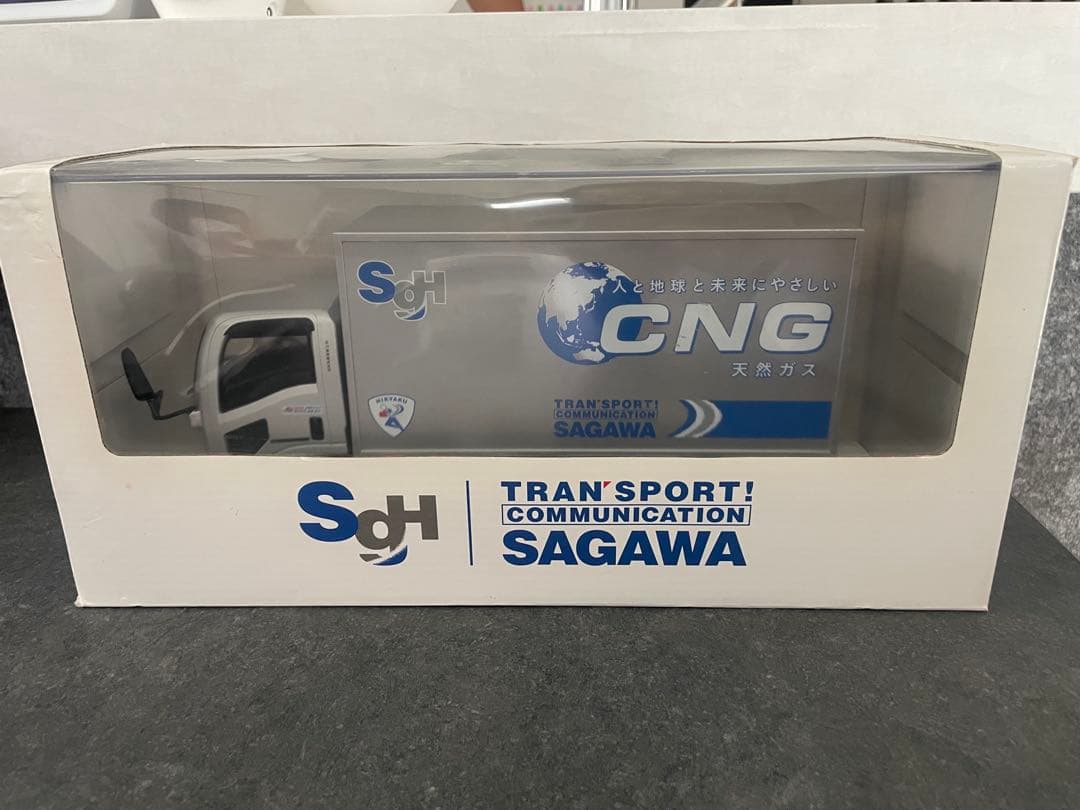 SgH
人と地球と未来にやさしい
CNG
天然ガス
HIKYAKU
TRAN'SPORT!
COMMUNICATION
SAGAWA
SgH
TRAN'SPORT!
COMMUNICATION
SAGAWA